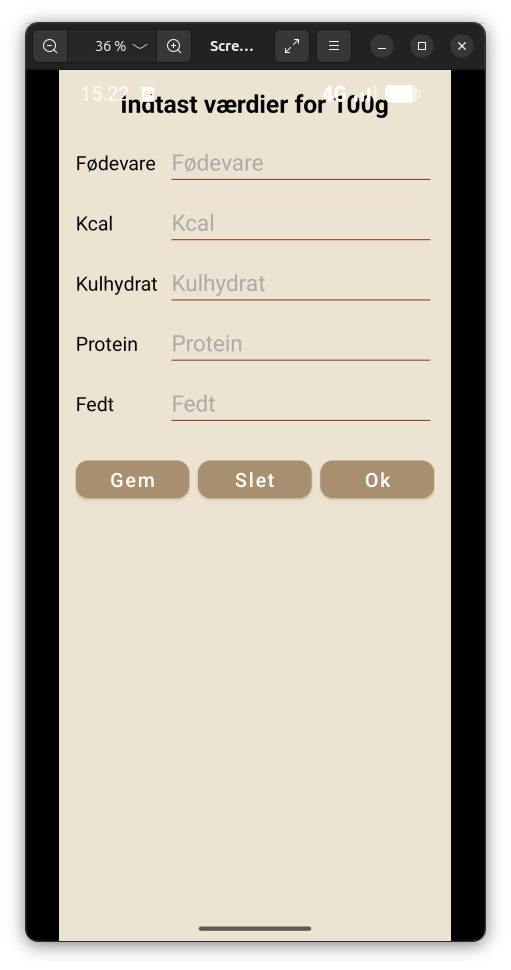 36 % Scre...
15.22 4G
Indtast værdier for 100g
Fødevare Fødevare
Kcal Kcal
Kulhydrat Kulhydrat
Protein Protein
Fedt Fedt
Gem Slet Ok